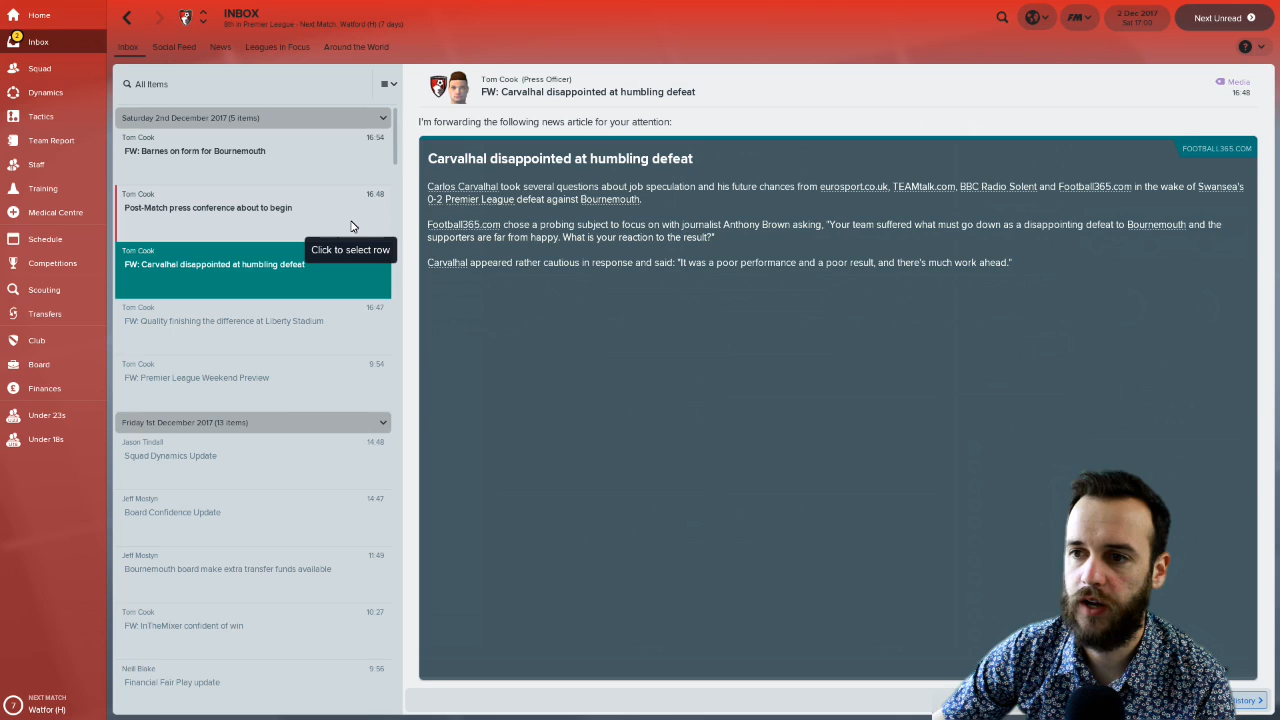 Home
2
Inbox
Squad
Dynamics
Tactics
Team Report
Staff
Training
Medical Centre
Schedule
Competitions
Scouting
Transfers
Club
Board
Finances
Under 23s
Under 18s
7
NEXT MATCH
Watfor (H)
INBOX
8th in Premier League - Next Match: Watford (H) (7 days)
FM
2 Dec 2017
Sat 17:00
Next Unread
Inbox
Social Feed
News
Leagues In Focus
Around the World
?
All Items
Saturday 2nd December 2017 (5 items)
Tom Cook 16:54
FW: Barnes on form for Bournemouth
Tom Cook 16:48
Post-Match press conference about to begin
Click to select row
Tom Cook
FW: Carvalhal disappointed at humbling defeat
Tom Cook 16:47
FW: Quality finishing the difference at Liberty Stadium
Tom Cook 9:54
FW: Premier League Weekend Preview
Friday 1st December 2017 (13 items)
Jason Tindall 14:48
Squad Dynamics Update
Jeff Mostyn 14:47
Board Confidence Update
Jeff Mostyn 11:49
Bournemouth board make extra transfer funds available
Tom Cook 10:27
FW: InTheMixer confident of win
Neill Blake 9:56
Financial Fair Play update
Tom Cook (Press Officer)
FW: Carvalhal disappointed at humbling defeat
Media
16:48
I'm forwarding the following news article for your attention:
FOOTBALL365.COM
Carvalhal disappointed at humbling defeat
Carlos Carvalhal took several questions about job speculation and his future chances from eurosport.co.uk, TEAMtalk.com, BBC Radio Solent and Football365.com in the wake of Swansea's
0-2 Premier League defeat against Bournemouth.
Football365.com chose a probing subject to focus on with journalist Anthony Brown asking, "Your team suffered what must go down as a disappointing defeat to Bournemouth and the
supporters are far from happy. What is your reaction to the result?"
Carvalhal appeared rather cautious in response and said: "It was a poor performance and a poor result, and there's much work ahead."
History